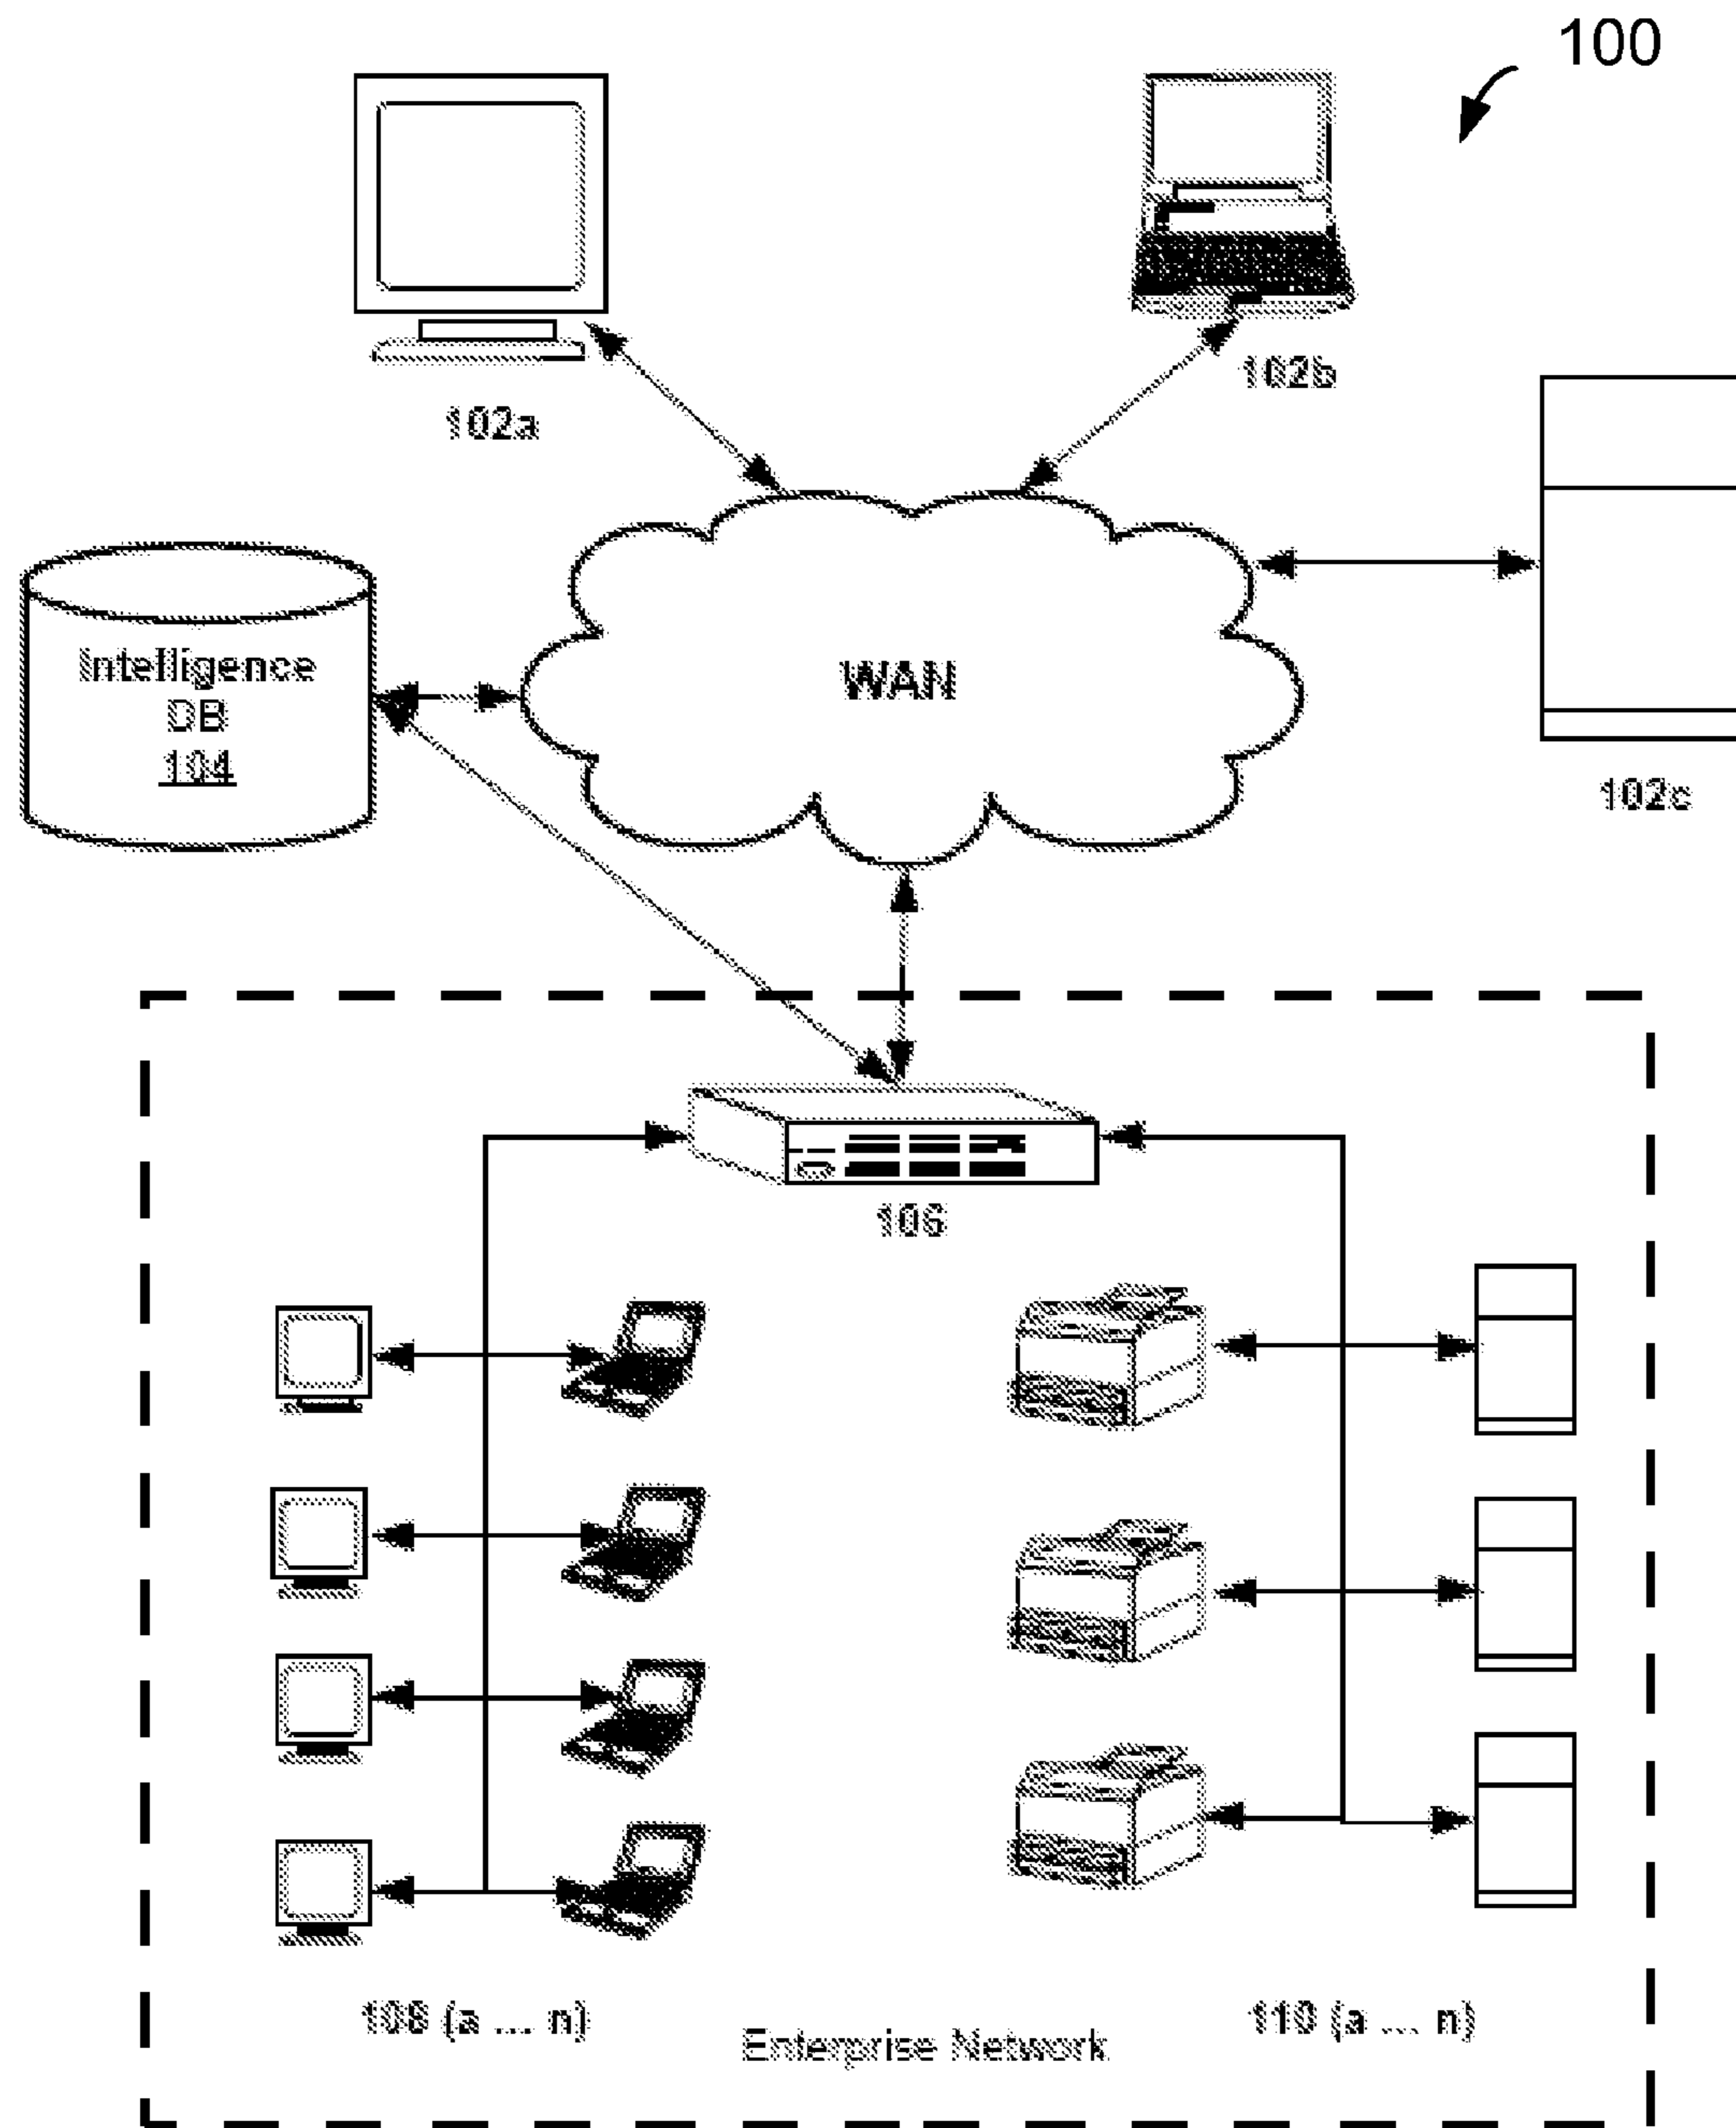 100
102a
102b
102c
Intelligence
DB
104
WAN
106
108 (a ... n)
110 (a ... n)
Enterprise Network